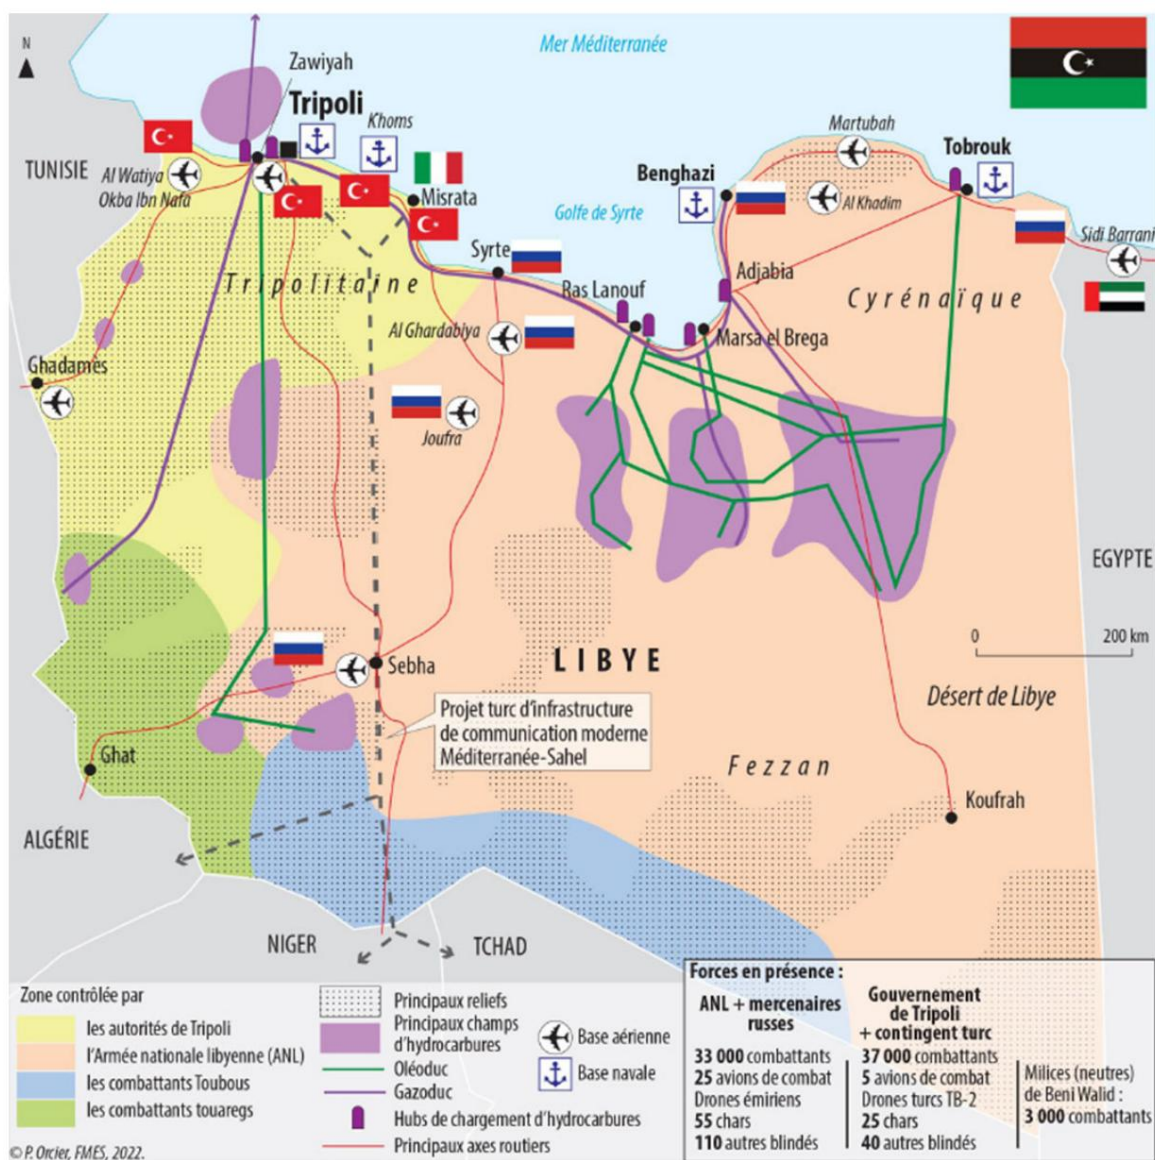 N
Mer Méditerranée
Zawiyah
Tripoli
Khoms
Martubah
TUNISIE
Al Watiya
Okba Ibn Nafa
Misrata
Benghazi
Tobrouk
Al Khadim
Golfe de Syrte
Syrte
Sidi Barrani
Tripolitaine
Ras Lanouf
Adjabia
Cyrénaïque
Al Ghardabiya
Marsa el Brega
Ghadamès
Joufra
EGYPTE
0 200 km
Sebha
LIBYE
Projet turc d'infrastructure
de communication moderne
Méditerranée-Sahel
Désert de Libye
Ghat
Fezzan
Koufrah
ALGÉRIE
NIGER
TCHAD
Zone contrôlée par
les autorités de Tripoli
l'Armée nationale libyenne (ANL)
les combattants Toubous
les combattants touaregs
© P. Orcier, FMES, 2022.
Principaux reliefs
Principaux champs
d'hydrocarbures
Oléoduc
Gazoduc
Hubs de chargement d'hydrocarbures
Principaux axes routiers
Base aérienne
Base navale
Forces en présence :
ANL + mercenaires
russes
33 000 combattants
25 avions de combat
Drones émiriens
55 chars
110 autres blindés
Gouvernement
de Tripoli
+ contingent turc
37 000 combattants
5 avions de combat
Drones turcs TB-2
25 chars
40 autres blindés
Milices (neutres)
de Beni Walid :
3 000 combattants